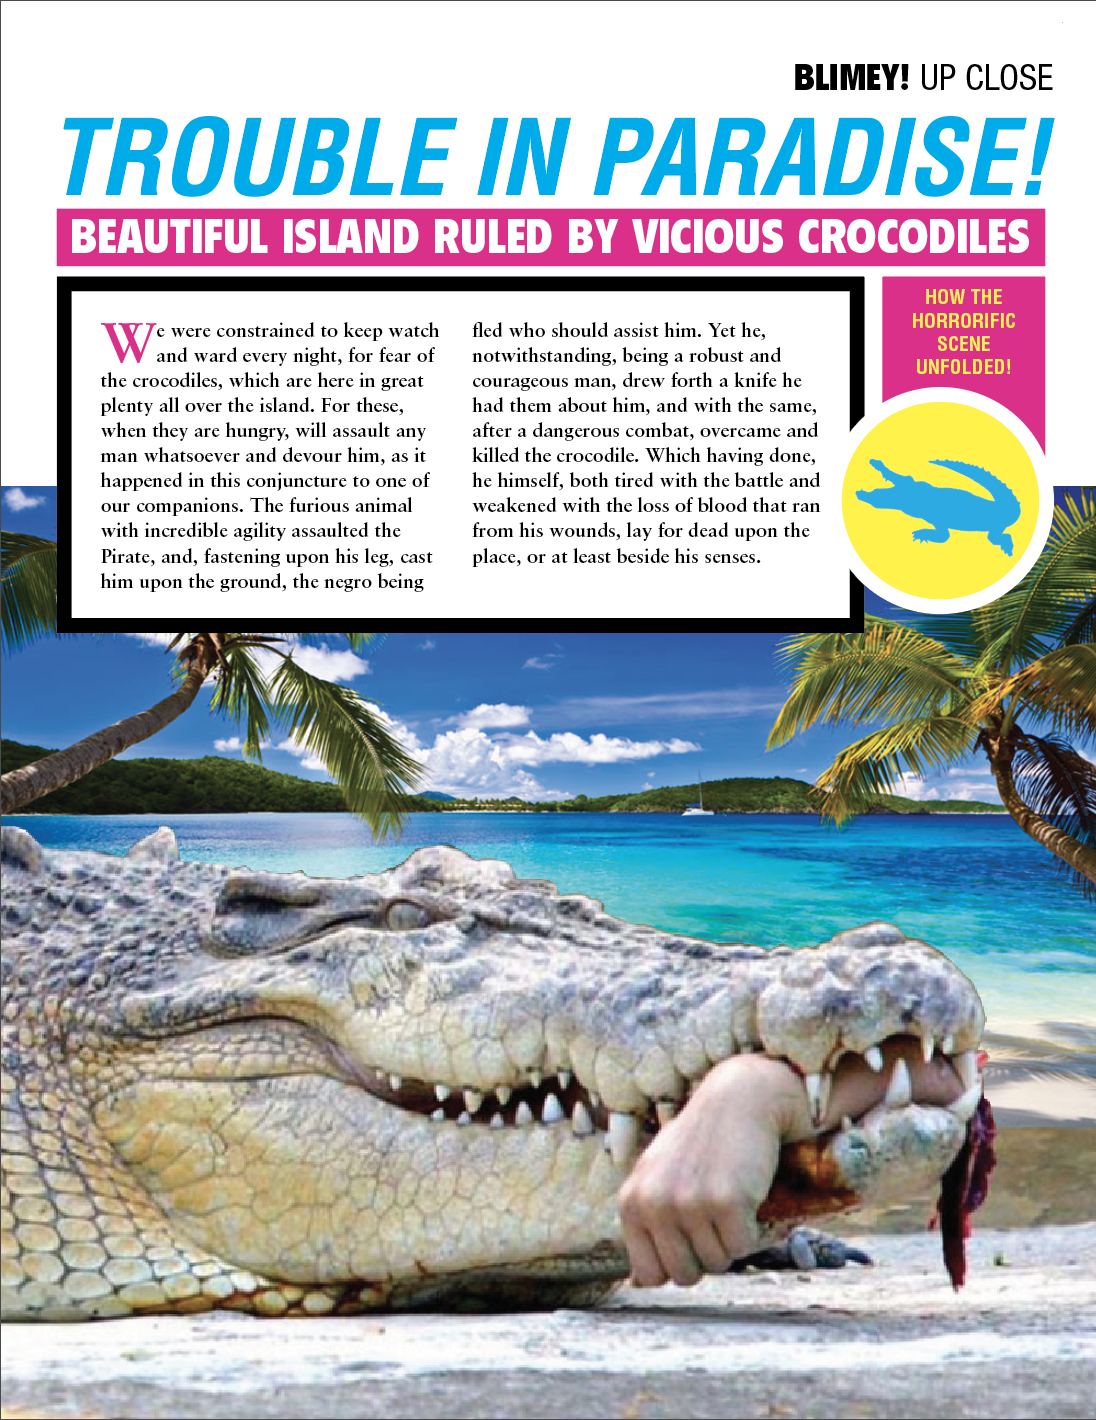 BLIMEY! UP CLOSE
TROUBLE IN PARADISE!
BEAUTIFUL ISLAND RULED BY VICIOUS CROCODILES
We were constrained to keep watch
and ward every night, for fear of
the crocodiles, which are here in great
plenty all over the island. For these,
when they are hungry, will assault any
man whatsoever and devour him, as it
happened in this conjuncture to one of
our companions. The furious animal
with incredible agility assaulted the
Pirate, and, fastening upon his leg, cast
him upon the ground, the negro being
fled who should assist him. Yet he,
notwithstanding, being a robust and
courageous man, drew forth a knife he
had them about him, and with the same,
after a dangerous combat, overcame and
killed the crocodile. Which having done,
he himself, both tired with the battle and
weakened with the loss of blood that ran
from his wounds, lay for dead upon the
place, or at least beside his senses.
HOW THE
HORRORIFIC
SCENE
UNFOLDED!